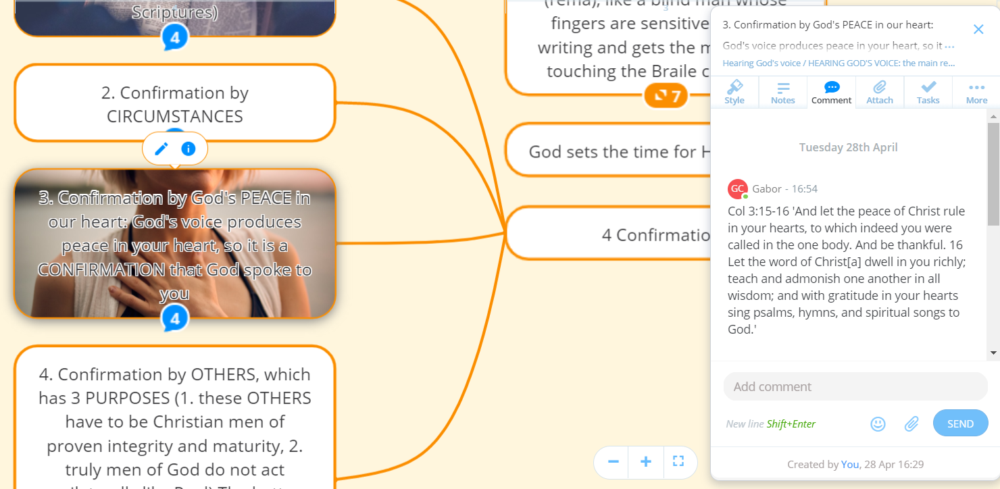 Scriptures)
4
2. Confirmation by
CIRCUMSTANCES
3. Confirmation by God's PEACE in
our heart: God's voice produces
peace in your heart, so it is a
CONFIRMATION that God spoke to
you
4
4. Confirmation by OTHERS, which
has 3 PURPOSES (1. these OTHERS
have to be Christian men of
proven integrity and maturity, 2.
truly men of God do not act
(rema), like a blind man whose
3
fingers are sensitive
writing and gets the m
touching the Braile c
7
God sets the time for H
4 Confirmatio
3. Confirmation by God's PEACE in our heart:
God's voice produces peace in your heart, so it ...
Hearing God's voice / HEARING GOD'S VOICE: the main re...
Style
Notes
Comment
Attach
Tasks
More
Tuesday 28th April
GC Gabor - 16:54
Col 3:15-16 'And let the peace of Christ rule
in your hearts, to which indeed you were
called in the one body. And be thankful. 16
Let the word of Christ[a] dwell in you richly;
teach and admonish one another in all
wisdom; and with gratitude in your hearts
sing psalms, hymns, and spiritual songs to
God.'
Add comment
New line Shift+Enter
SEND
Created by You, 28 Apr 16:29